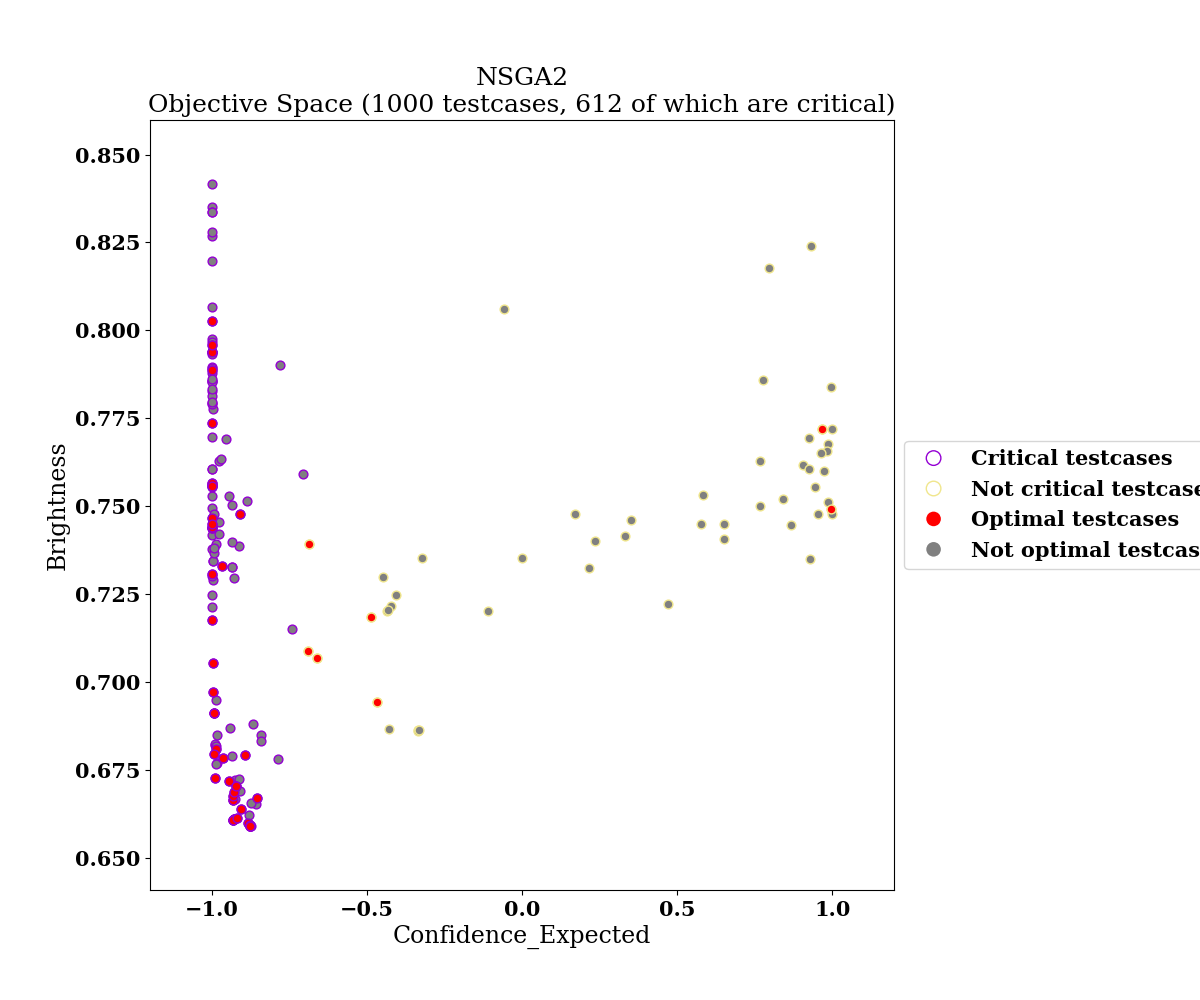 NSGA2
Objective Space (1000 testcases, 612 of which are critical)
0.850
0.825
0.800
0.775
0.750
0.725
0.700
0.675
0.650
Brightness
−1.0
−0.5
0.0
0.5
1.0
Confidence_Expected
Critical testcases
Not critical testcase
Optimal testcases
Not optimal testcas